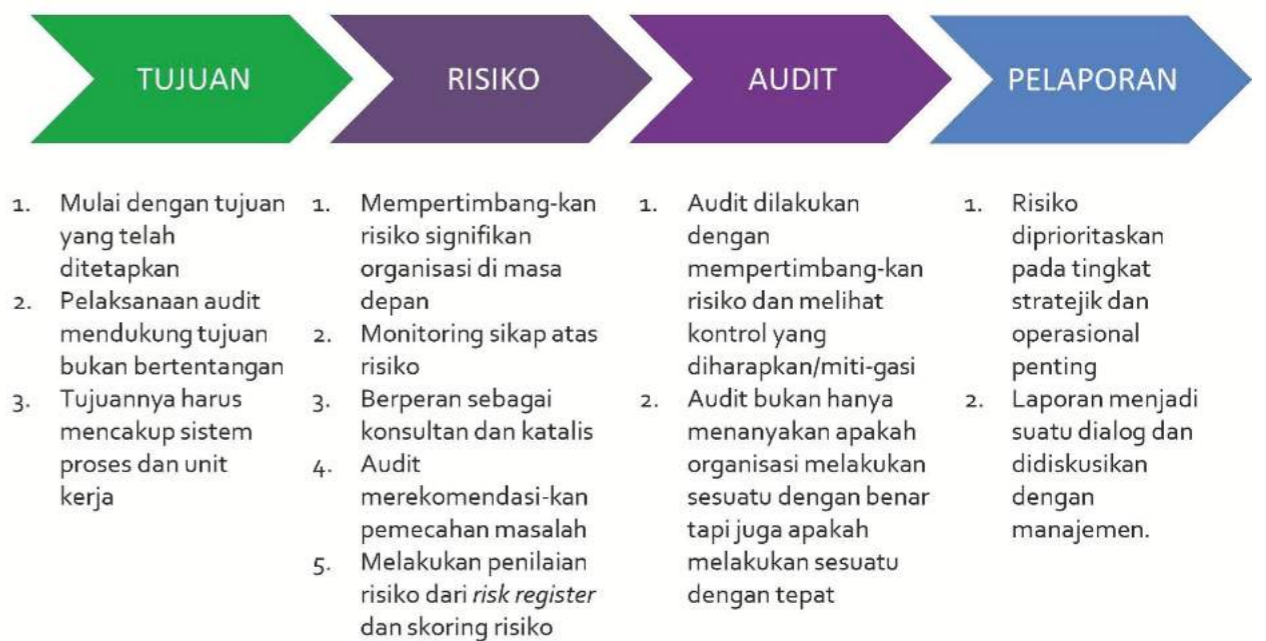 TUJUAN
RISIKO
AUDIT
PELAPORAN
1. Mulai dengan tujuan
yang telah
ditetapkan
2. Pelaksanaan audit
mendukung tujuan
bukan bertentangan
3. Tujuannya harus
mencakup sistem
proses dan unit
kerja
1. Mempertimbang-kan
risiko signifikan
organisasi di masa
depan
2. Monitoring sikap atas
risiko
3. Berperan sebagai
konsultan dan katalis
4. Audit
merekomendasi-kan
pemecahan masalah
5. Melakukan penilaian
risiko dari risk register
dan skoring risiko
1. Audit dilakukan
dengan
mempertimbang-kan
risiko dan melihat
kontrol yang
diharapkan/miti-gasi
2. Audit bukan hanya
menanyakan apakah
organisasi melakukan
sesuatu dengan benar
tapi juga apakah
melakukan sesuatu
dengan tepat
1. Risiko
diprioritaskan
pada tingkat
stratejik dan
operasional
penting
2. Laporan menjadi
suatu dialog dan
didiskusikan
dengan
manajemen.